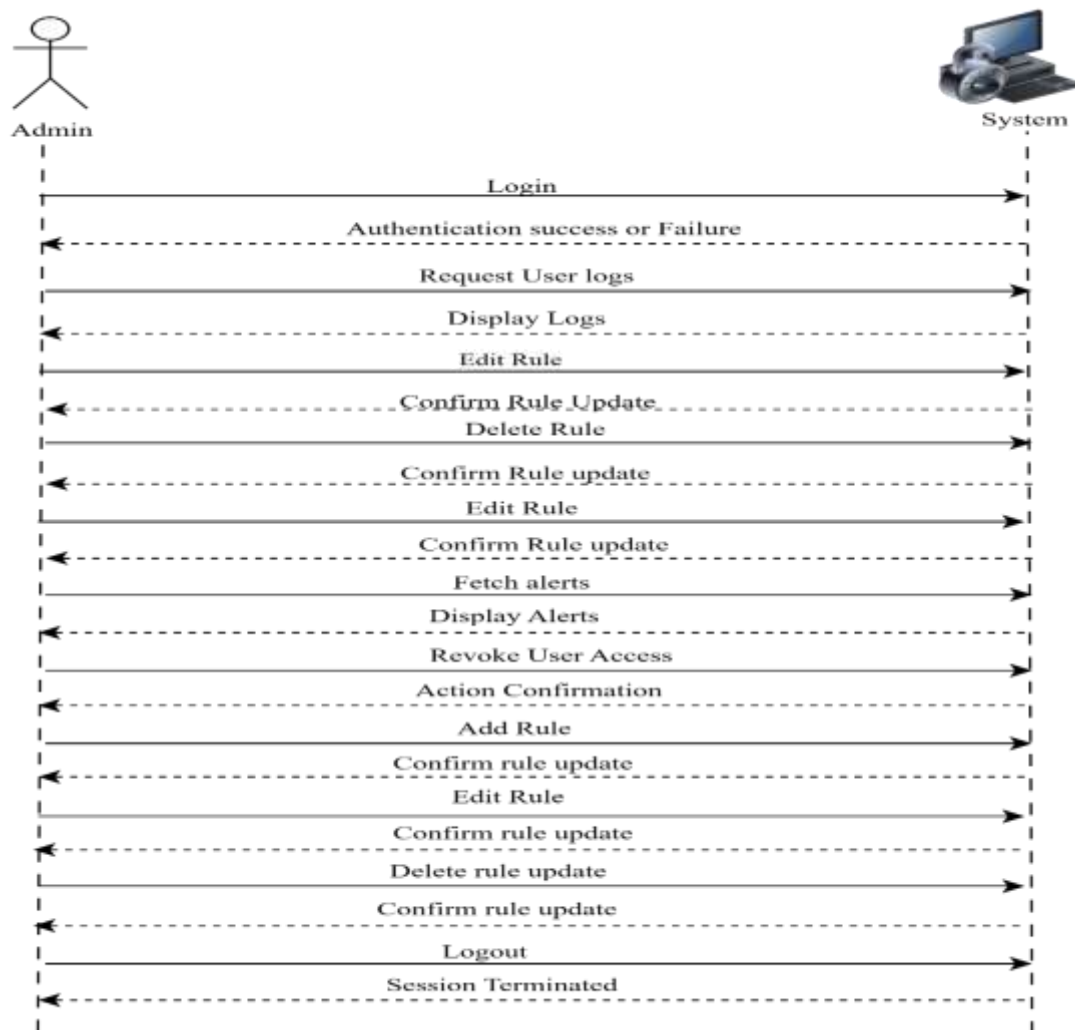 Admin
System
Login
Authentication success or Failure
Request User logs
Display Logs
Edit Rule
Confirm Rule Update
Delete Rule
Confirm Rule update
Edit Rule
Confirm Rule update
Fetch alerts
Display Alerts
Revoke User Access
Action Confirmation
Add Rule
Confirm rule update
Edit Rule
Confirm rule update
Delete rule update
Confirm rule update
Logout
Session Terminated